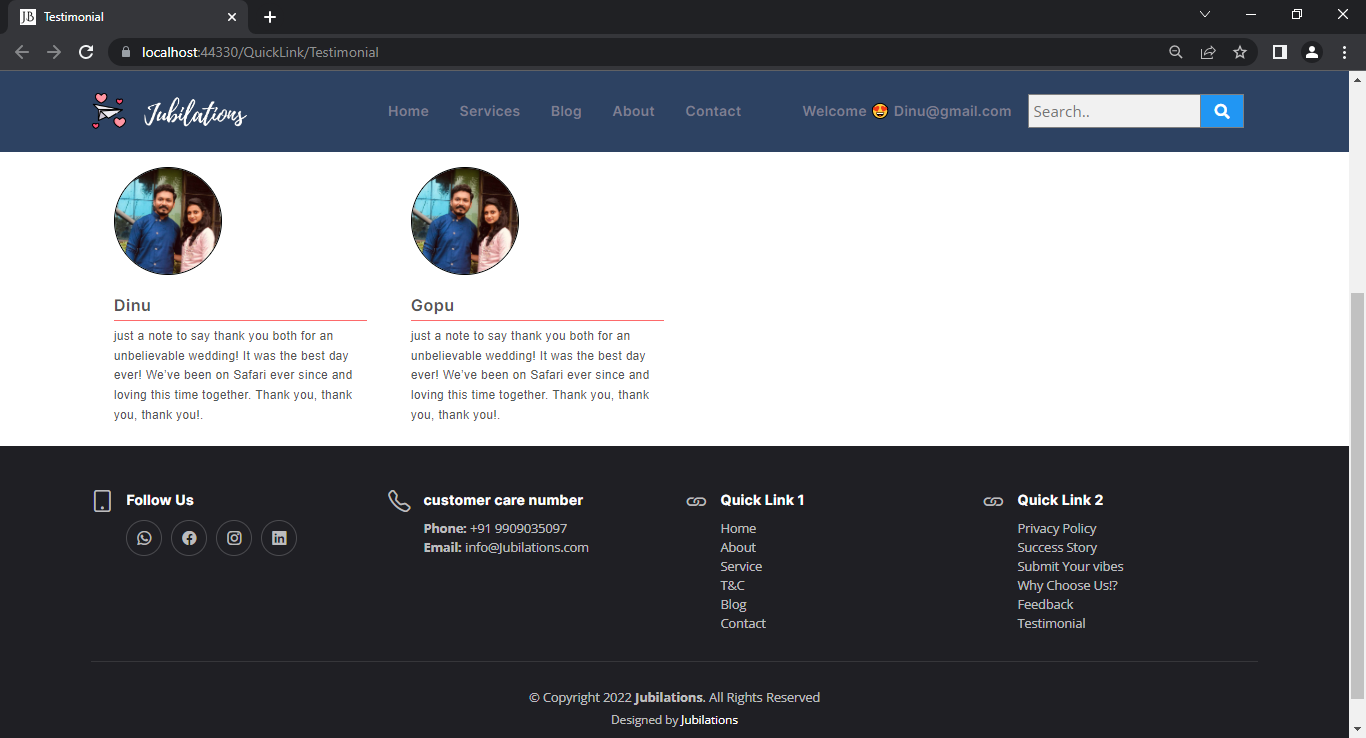 JB Testimonial
localhost:44330/QuickLink/Testimonial
Jubilations
Home Services Blog About Contact Welcome 😍 Dinu@gmail.com Search..
Dinu
just a note to say thank you both for an
unbelievable wedding! It was the best day
ever! We've been on Safari ever since and
loving this time together. Thank you, thank
you, thank you!.
Gopu
just a note to say thank you both for an
unbelievable wedding! It was the best day
ever! We've been on Safari ever since and
loving this time together. Thank you, thank
you, thank you!.
Follow Us
customer care number
Phone: +91 9909035097
Email: info@Jubilations.com
Quick Link 1
Home
About
Service
T&C
Blog
Contact
Quick Link 2
Privacy Policy
Success Story
Submit Your vibes
Why Choose Us!?
Feedback
Testimonial
© Copyright 2022 Jubilations. All Rights Reserved
Designed by Jubilations